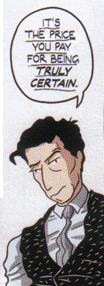 IT'S
THE PRICE
YOU PAY
FOR BEING
TRULY
CERTAIN.